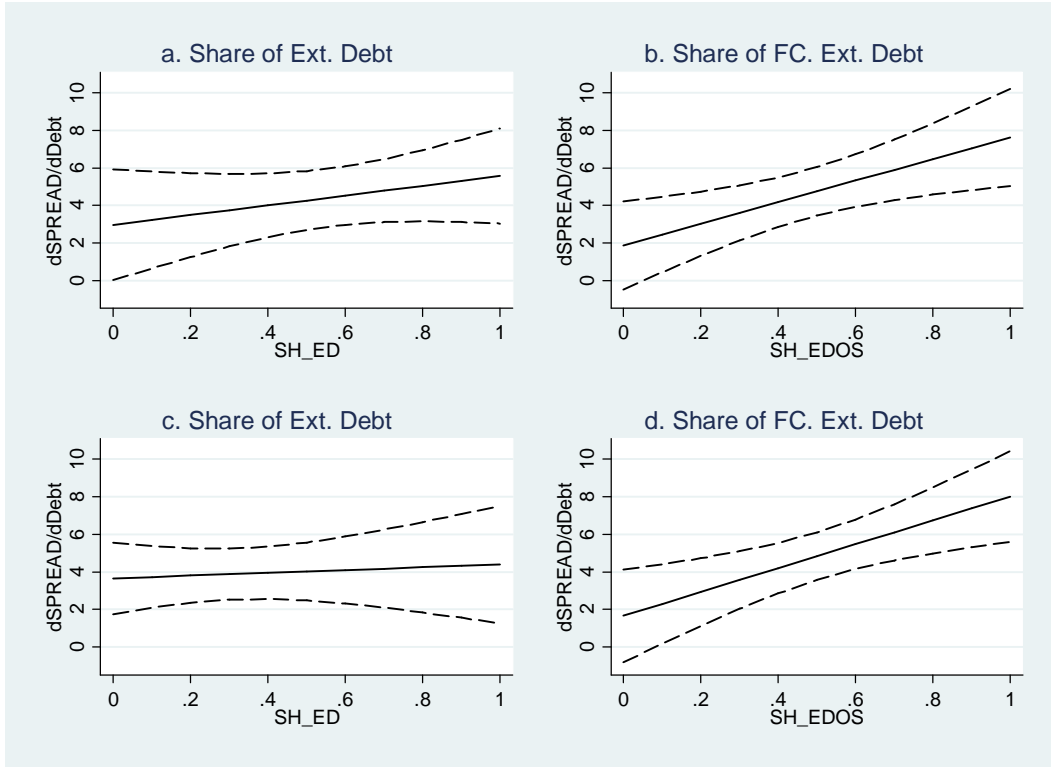 a. Share of Ext. Debt
dSPREAD/dDebt
10
8
6
4
2
0
0 .2 .4 .6 .8 1
SH_ED
b. Share of FC. Ext. Debt
dSPREAD/dDebt
10
8
6
4
2
0
0 .2 .4 .6 .8 1
SH_EDOS
c. Share of Ext. Debt
dSPREAD/dDebt
10
8
6
4
2
0
0 .2 .4 .6 .8 1
SH_ED
d. Share of FC. Ext. Debt
dSPREAD/dDebt
10
8
6
4
2
0
0 .2 .4 .6 .8 1
SH_EDOS